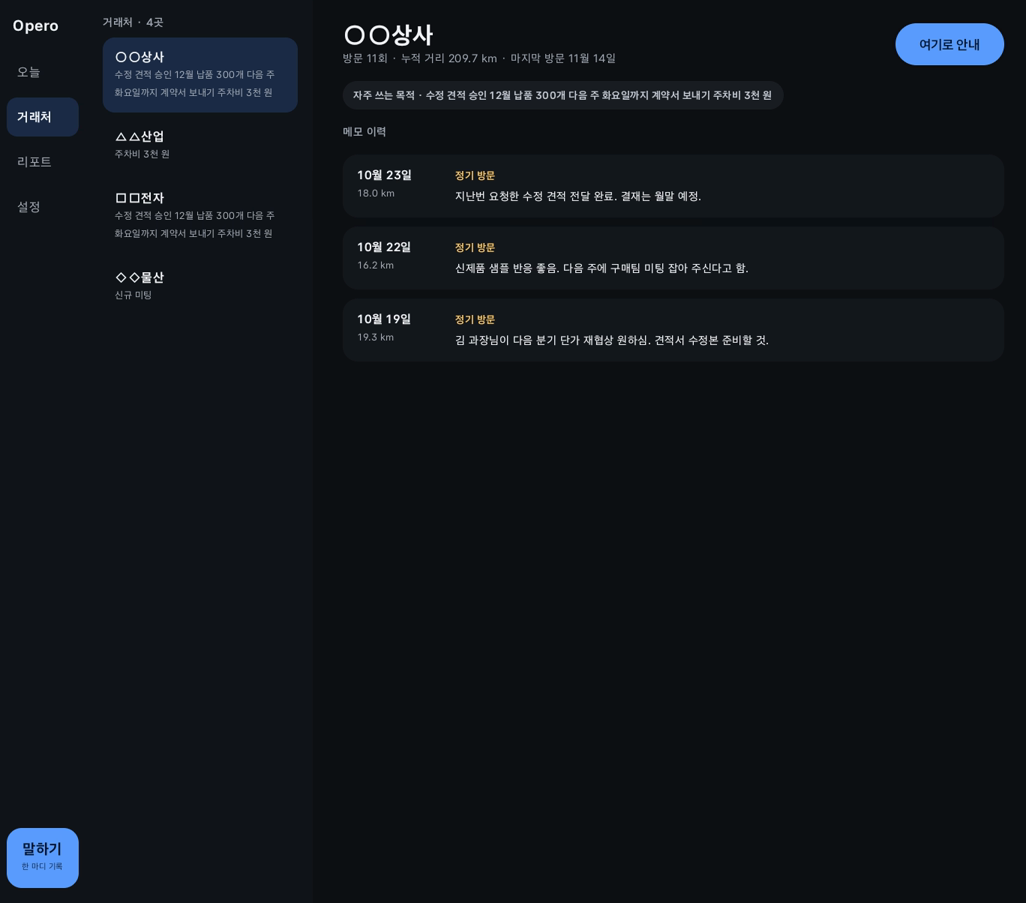 Opero
오늘
거래처
리포트
설정
말하기
한 마디 기록
거래처 · 4곳
○○상사
수정 견적 승인 12월 납품 300개 다음 주
화요일까지 계약서 보내기 주차비 3천 원
△△산업
주차비 3천 원
□□전자
수정 견적 승인 12월 납품 300개 다음 주
화요일까지 계약서 보내기 주차비 3천 원
◇◇물산
신규 미팅
○○상사
방문 11회 · 누적 거리 209.7 km · 마지막 방문 11월 14일
여기로 안내
자주 쓰는 목적 · 수정 견적 승인 12월 납품 300개 다음 주 화요일까지 계약서 보내기 주차비 3천 원
메모 이력
10월 23일
18.0 km
정기 방문
지난번 요청한 수정 견적 전달 완료. 결재는 월말 예정.
10월 22일
16.2 km
정기 방문
신제품 샘플 반응 좋음. 다음 주에 구매팀 미팅 잡아 주신다고 함.
10월 19일
19.3 km
정기 방문
김 과장님이 다음 분기 단가 재협상 원하심. 견적서 수정본 준비할 것.